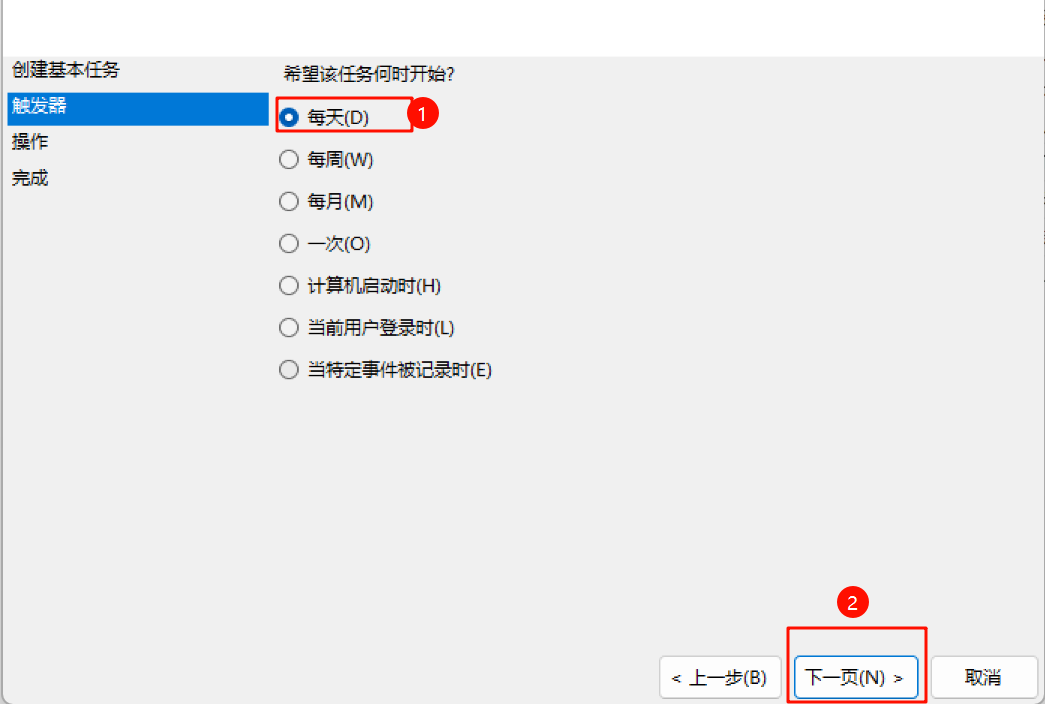 创建基本任务
触发器
操作
完成
希望该任务何时开始?
每天(D)
1
每周(W)
每月(M)
一次(O)
计算机启动时(H)
当前用户登录时(L)
当特定事件被记录时(E)
2
< 上一步(B)
下一页(N) >
取消